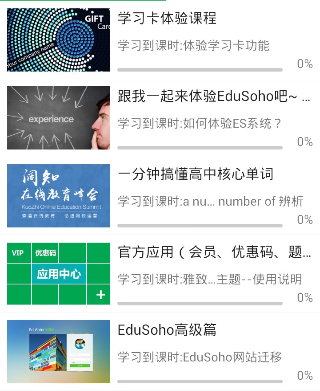 GIFT
Card
学习卡体验课程
学习到课时:体验学习卡功能
0%
experience
跟我一起来体验EduSoho吧~ ...
学习到课时:如何体验ES系统？
0%
阔知
在线教育峰会
KuoZhi Online Education Summit
一分钟搞懂高中核心单词
学习到课时:a nu... number of 辨析
0%
VIP
优惠码
应用中心
官方应用（会员、优惠码、题...
学习到课时:雅致...主题--使用说明
0%
EduSoho高级篇
学习到课时:EduSoho网站迁移
0%